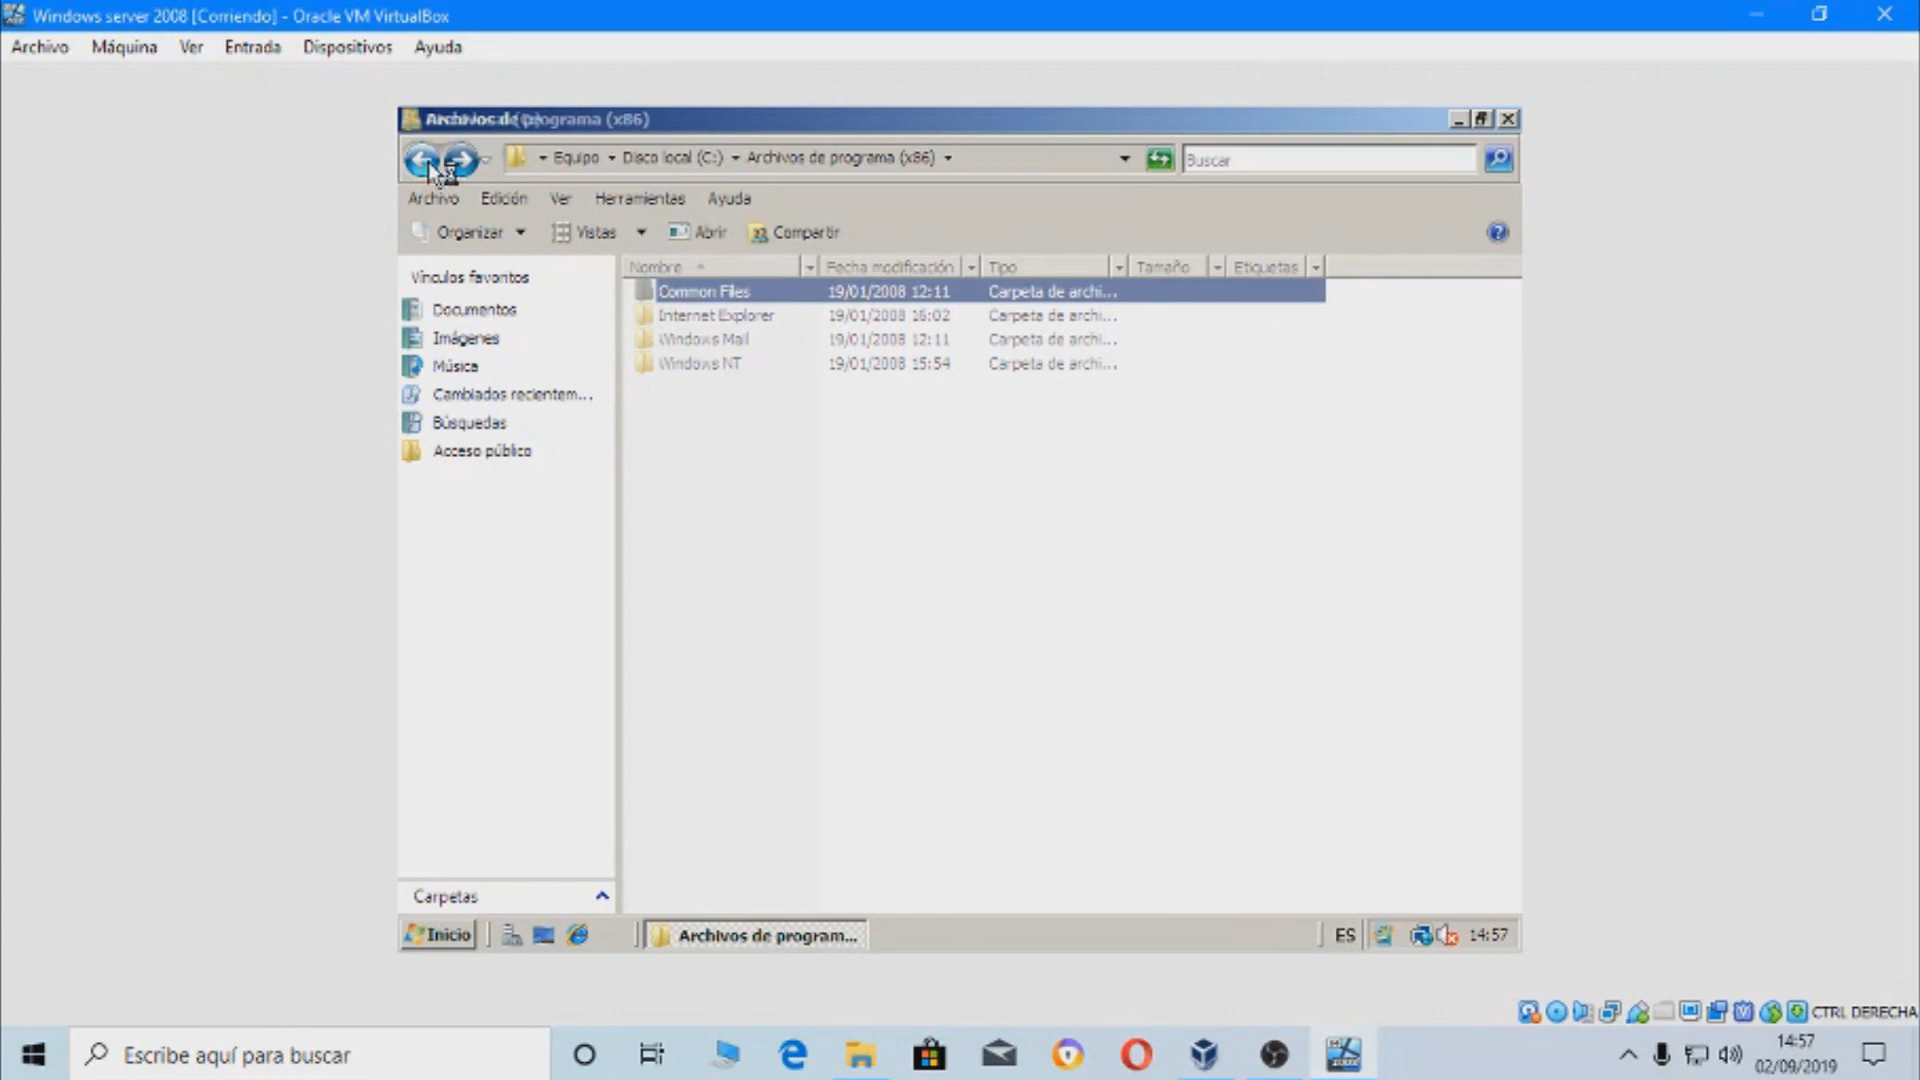 Windows server 2008 [Corriendo] - Oracle VM VirtualBox
Archivo Máquina Ver Entrada Dispositivos Ayuda
programa (x86)
Equipo Disco local (C:) Archivos de programa (x86)
Buscar
Archivo Edición Ver Herramientas Ayuda
Organizar Vistas Abrir Compartir
Vínculos favoritos
Documentos
Imágenes
Música
Cambiados recientem...
Búsquedas
Acceso público
Carpetas
Nombre Fecha modificación Tipo Tamaño Etiquetas
Common Files 19/01/2008 12:11 Carpeta de archi...
Internet Explorer 19/01/2008 16:02 Carpeta de archi...
Windows Mail 19/01/2008 12:11 Carpeta de archi...
Windows NT 19/01/2008 15:54 Carpeta de archi...
Inicio Archivos de program... ES 14:57
CTRL DERECHA
Escribe aquí para buscar
14:57
02/09/2019